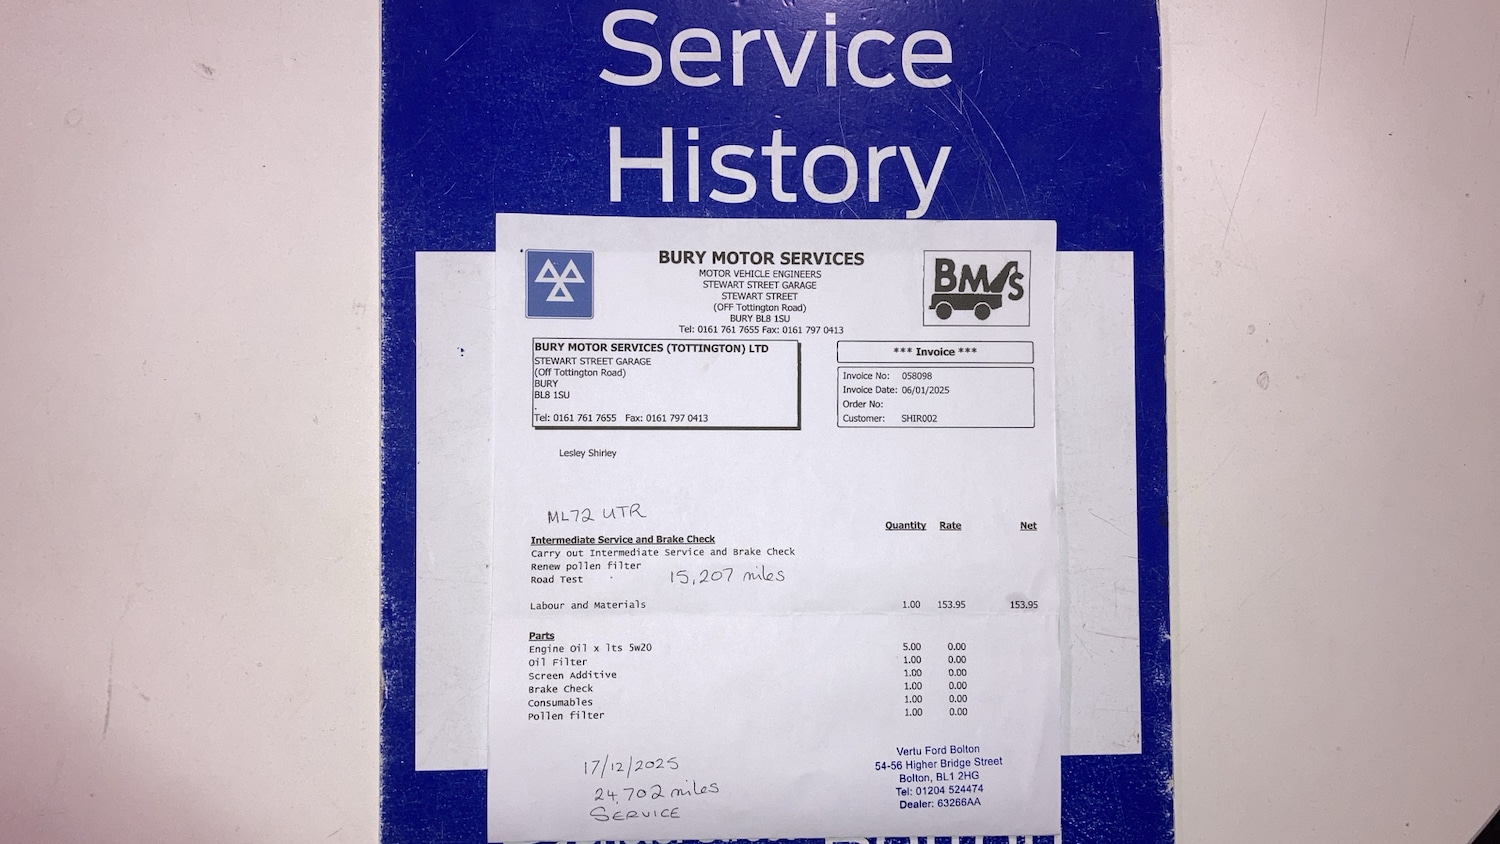 Service
History
BURY MOTOR SERVICES
MOTOR VEHICLE ENGINEERS
STEWART STREET GARAGE
STEWART STREET
(OFF Tottington Road)
BURY BL8 1SU
Tel: 0161 761 7655 Fax: 0161 797 0413
BM/S
BURY MOTOR SERVICES (TOTTINGTON) LTD
STEWART STREET GARAGE
(Off Tottington Road)
BURY
BL8 1SU
.
Tel: 0161 761 7655 Fax: 0161 797 0413
*** Invoice ***
Invoice No: 058098
Invoice Date: 06/01/2025
Order No:
Customer: SHIR002
Lesley Shirley
ML72 UTR
Quantity Rate Net
Intermediate Service and Brake Check
Carry out Intermediate Service and Brake Check
Renew pollen filter
Road Test
15,207 miles
Labour and Materials 1.00 153.95 153.95
Parts
Engine Oil x lts 5w20 5.00 0.00
Oil Filter 1.00 0.00
Screen Additive 1.00 0.00
Brake Check 1.00 0.00
Consumables 1.00 0.00
Pollen filter 1.00 0.00
17/12/2025
24,702 miles
SERVICE
Vertu Ford Bolton
54-56 Higher Bridge Street
Bolton, BL1 2HG
Tel: 01204 524474
Dealer: 63266AA